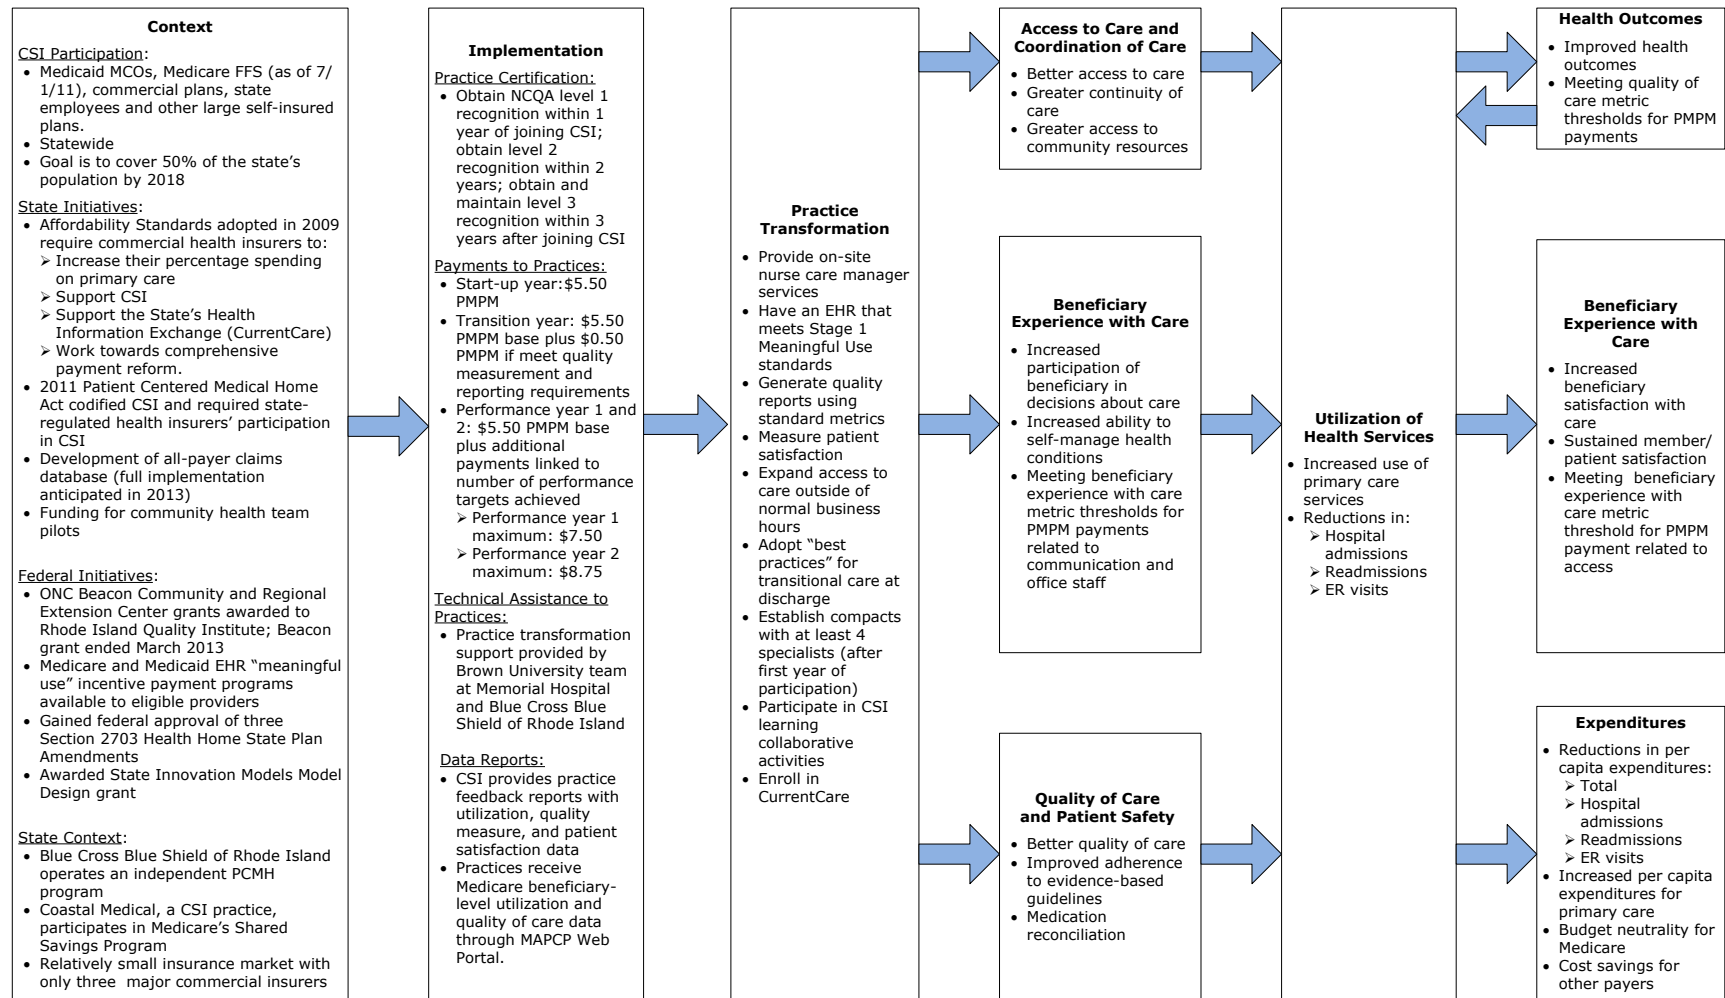 Context
CSI Participation:
• Medicaid MCOs, Medicare FFS (as of 7/
1/11), commercial plans, state
employees and other large self-insured
plans.
• Statewide
• Goal is to cover 50% of the state's
population by 2018
State Initiatives:
• Affordability Standards adopted in 2009
require commercial health insurers to:
➢ Increase their percentage spending
on primary care
➢ Support CSI
➢ Support the State's Health
Information Exchange (CurrentCare)
➢ Work towards comprehensive
payment reform.
• 2011 Patient Centered Medical Home
Act codified CSI and required state-
regulated health insurers' participation
in CSI
• Development of all-payer claims
database (full implementation
anticipated in 2013)
• Funding for community health team
pilots
Federal Initiatives:
• ONC Beacon Community and Regional
Extension Center grants awarded to
Rhode Island Quality Institute; Beacon
grant ended March 2013
• Medicare and Medicaid EHR "meaningful
use" incentive payment programs
available to eligible providers
• Gained federal approval of three
Section 2703 Health Home State Plan
Amendments
• Awarded State Innovation Models Model
Design grant
State Context:
• Blue Cross Blue Shield of Rhode Island
operates an independent PCMH
program
• Coastal Medical, a CSI practice,
participates in Medicare's Shared
Savings Program
• Relatively small insurance market with
only three  major commercial insurers
Implementation
Practice Certification:
• Obtain NCQA level 1
recognition within 1
year of joining CSI;
obtain level 2
recognition within 2
years; obtain and
maintain level 3
recognition within 3
years after joining CSI
Payments to Practices:
• Start-up year:$5.50
PMPM
• Transition year: $5.50
PMPM base plus $0.50
PMPM if meet quality
measurement and
reporting requirements
• Performance year 1 and
2: $5.50 PMPM base
plus additional
payments linked to
number of performance
targets achieved
➢ Performance year 1
maximum: $7.50
➢ Performance year 2
maximum: $8.75
Technical Assistance to
Practices:
• Practice transformation
support provided by
Brown University team
at Memorial Hospital
and Blue Cross Blue
Shield of Rhode Island
Data Reports:
• CSI provides practice
feedback reports with
utilization, quality
measure, and patient
satisfaction data
• Practices receive
Medicare beneficiary-
level utilization and
quality of care data
through MAPCP Web
Portal.
Practice
Transformation
• Provide on-site
nurse care manager
services
• Have an EHR that
meets Stage 1
Meaningful Use
standards
• Generate quality
reports using
standard metrics
• Measure patient
satisfaction
• Expand access to
care outside of
normal business
hours
• Adopt "best
practices" for
transitional care at
discharge
• Establish compacts
with at least 4
specialists (after
first year of
participation)
• Participate in CSI
learning
collaborative
activities
• Enroll in
CurrentCare
Access to Care and
Coordination of Care
• Better access to care
• Greater continuity of
care
• Greater access to
community resources
Beneficiary
Experience with Care
• Increased
participation of
beneficiary in
decisions about care
• Increased ability to
self-manage health
conditions
• Meeting beneficiary
experience with care
metric thresholds for
PMPM payments
related to
communication and
office staff
Quality of Care
and Patient Safety
• Better quality of care
• Improved adherence
to evidence-based
guidelines
• Medication
reconciliation
Utilization of
Health Services
• Increased use of
primary care
services
• Reductions in:
➢ Hospital
admissions
➢ Readmissions
➢ ER visits
Health Outcomes
• Improved health
outcomes
• Meeting quality of
care metric
thresholds for PMPM
payments
Beneficiary
Experience with
Care
• Increased
beneficiary
satisfaction with
care
• Sustained member/
patient satisfaction
• Meeting  beneficiary
experience with
care metric
threshold for PMPM
payment related to
access
Expenditures
• Reductions in per
capita expenditures:
➢ Total
➢ Hospital
admissions
➢ Readmissions
➢ ER visits
• Increased per capita
expenditures for
primary care
• Budget neutrality for
Medicare
• Cost savings for
other payers